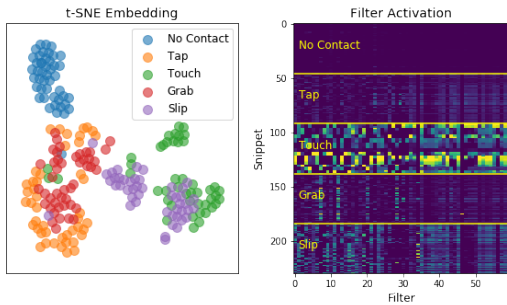 t-SNE Embedding
No Contact
Tap
Touch
Grab
Slip
Filter Activation
0
50
100
150
200
Snippet
No Contact
Tap
Touch
Grab
Slip
0 10 20 30 40 50
Filter